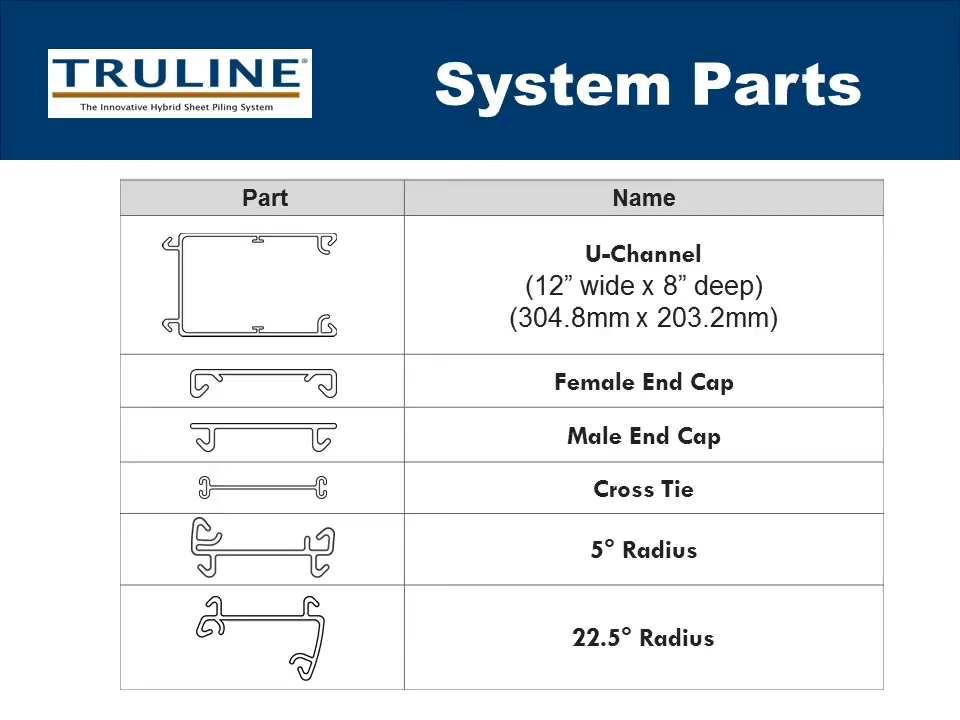 TRULINE®
The Innovative Hybrid Sheet Piling System
System Parts
Part Name
U-Channel
(12” wide x 8” deep)
(304.8mm x 203.2mm)
Female End Cap
Male End Cap
Cross Tie
5° Radius
22.5° Radius